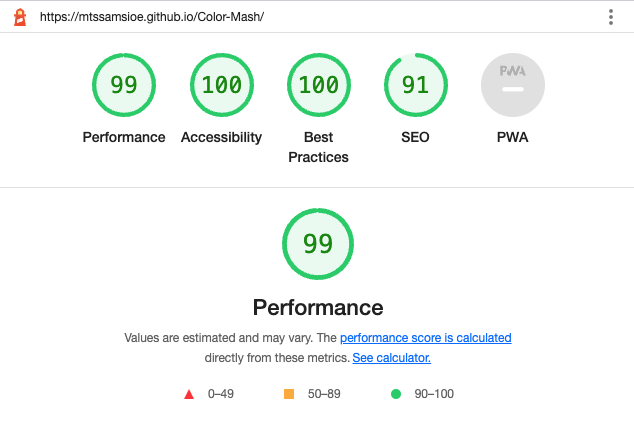 https://mtssamsioe.github.io/Color-Mash/
99 100 100 91 PWA
Performance Accessibility Best Practices SEO PWA
99
Performance
Values are estimated and may vary. The performance score is calculated
directly from these metrics. See calculator.
0–49 50–89 90–100